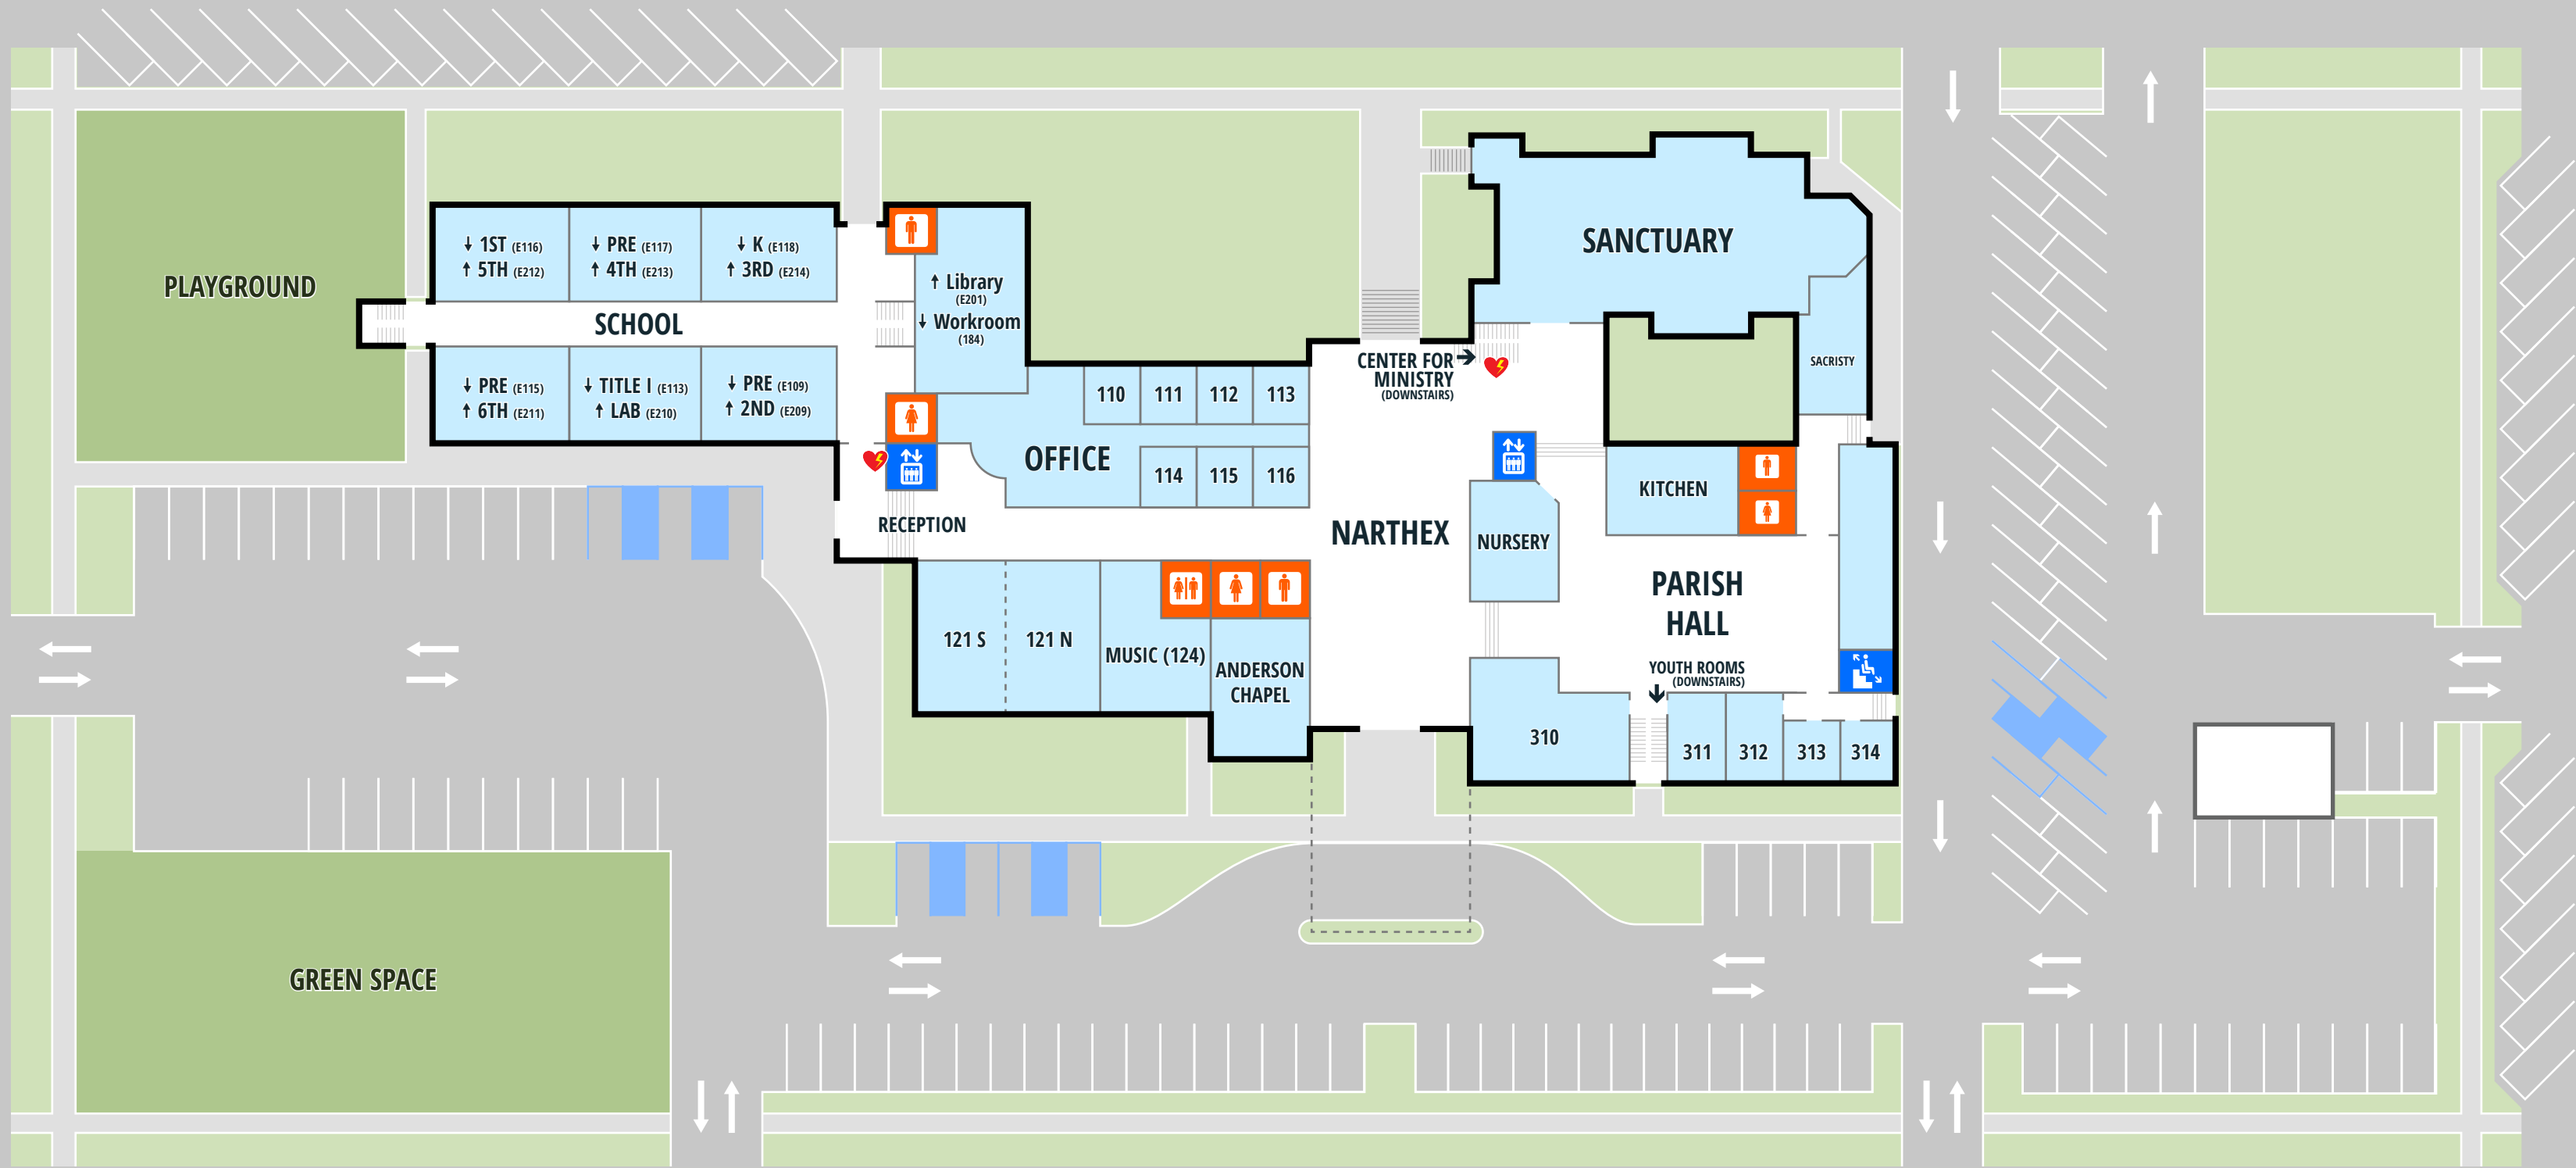 PLAYGROUND
↓ 1ST (E116)
↑ 5TH (E212)
↓ PRE (E117)
↑ 4TH (E213)
↓ K (E118)
↑ 3RD (E214)
SCHOOL
↓ PRE (E115)
↑ 6TH (E211)
↓ TITLE I (E113)
↑ LAB (E210)
↓ PRE (E109)
↑ 2ND (E209)
↑ Library
(E201)
↓ Workroom
(184)
OFFICE
110
111
112
113
114
115
116
RECEPTION
121 S
121 N
MUSIC (124)
ANDERSON
CHAPEL
CENTER FOR →
MINISTRY
(DOWNSTAIRS)
NARTHEX
SANCTUARY
SACRISTY
KITCHEN
NURSERY
PARISH
HALL
YOUTH ROOMS
(DOWNSTAIRS)
↓
310
311
312
313
314
GREEN SPACE